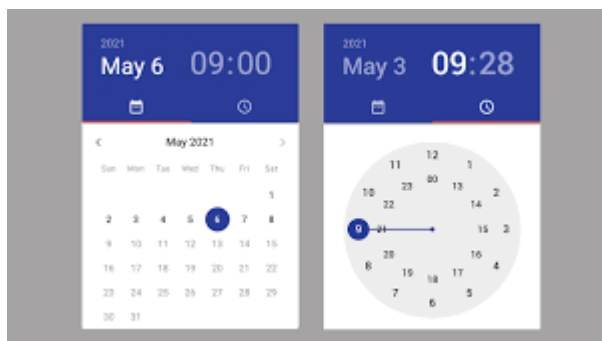 2021
May 6 09:00
May 2021
Sun Mon Tue Wed Thu Fri Sat
1
2 3 4 5 6 7 8
9 10 11 12 13 14 15
16 17 18 19 20 21 22
23 24 25 26 27 28 29
30 31
2021
May 3 09:28
12
11 1
00
23 13
10 2
22 14
9 21 15 3
20 16
8 4
19 17
18
7 5
6